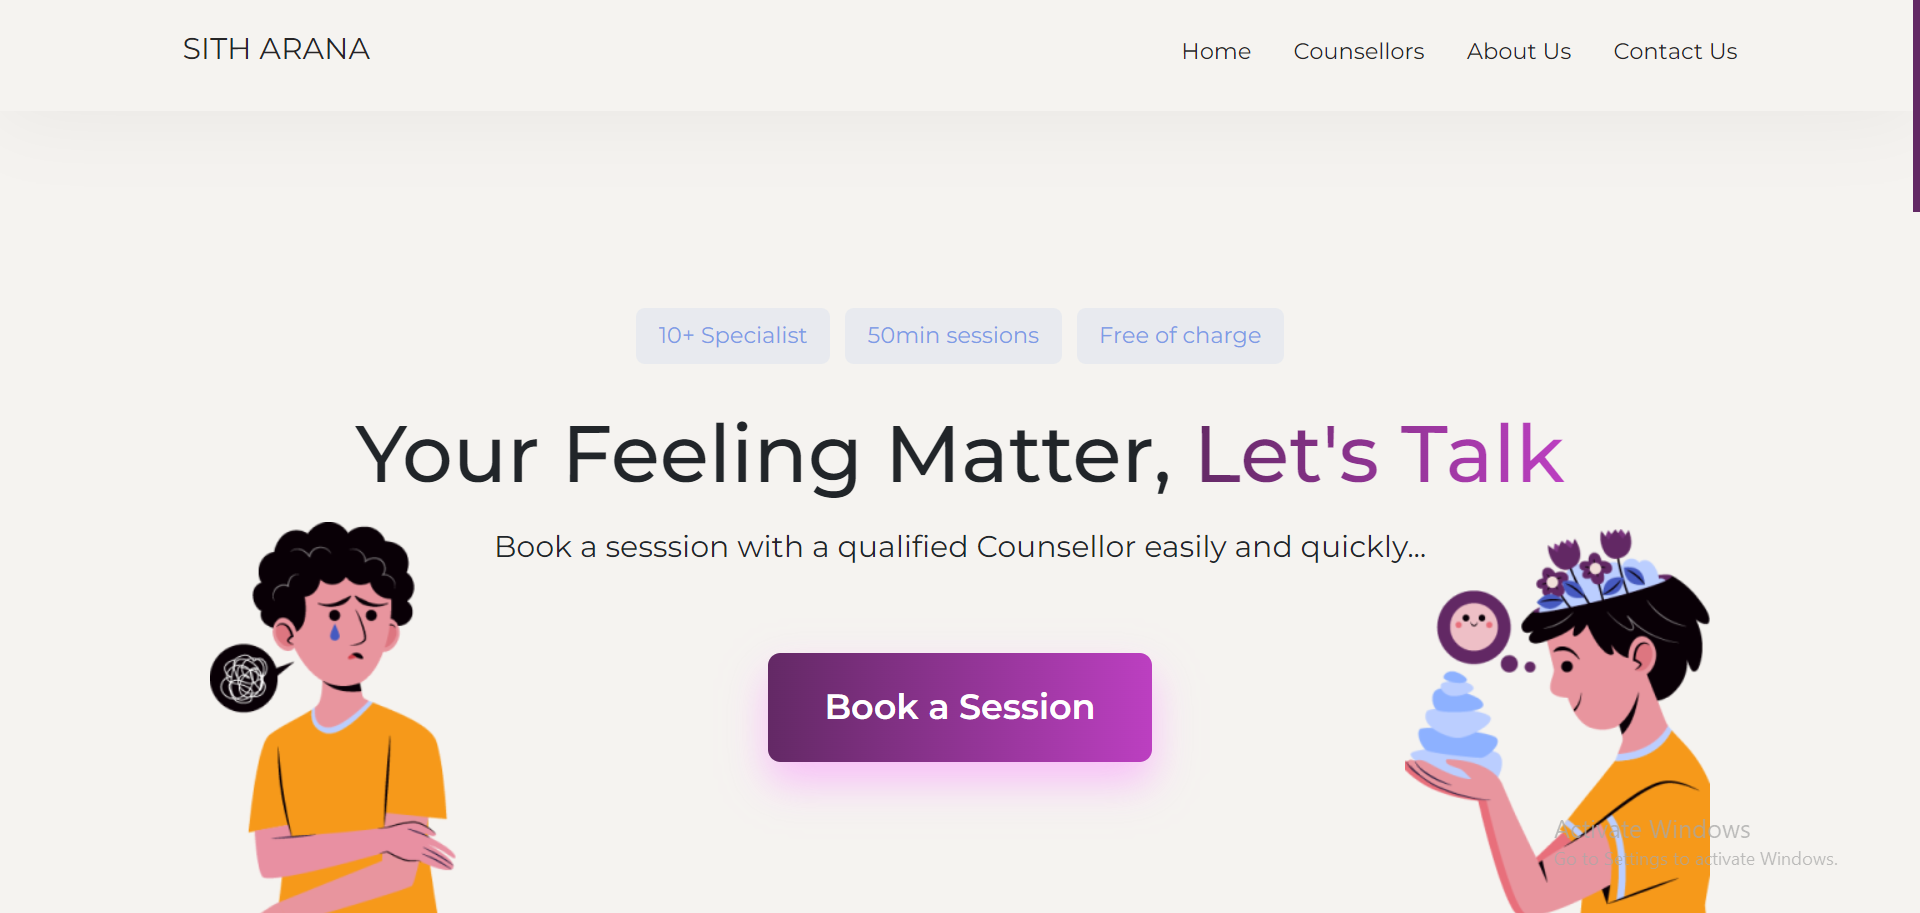 SITH ARANA
Home Counsellors About Us Contact Us
10+ Specialist 50min sessions Free of charge
Your Feeling Matter, Let's Talk
Book a sesssion with a qualified Counsellor easily and quickly...
Book a Session
Activate Windows
Go to Settings to activate Windows.